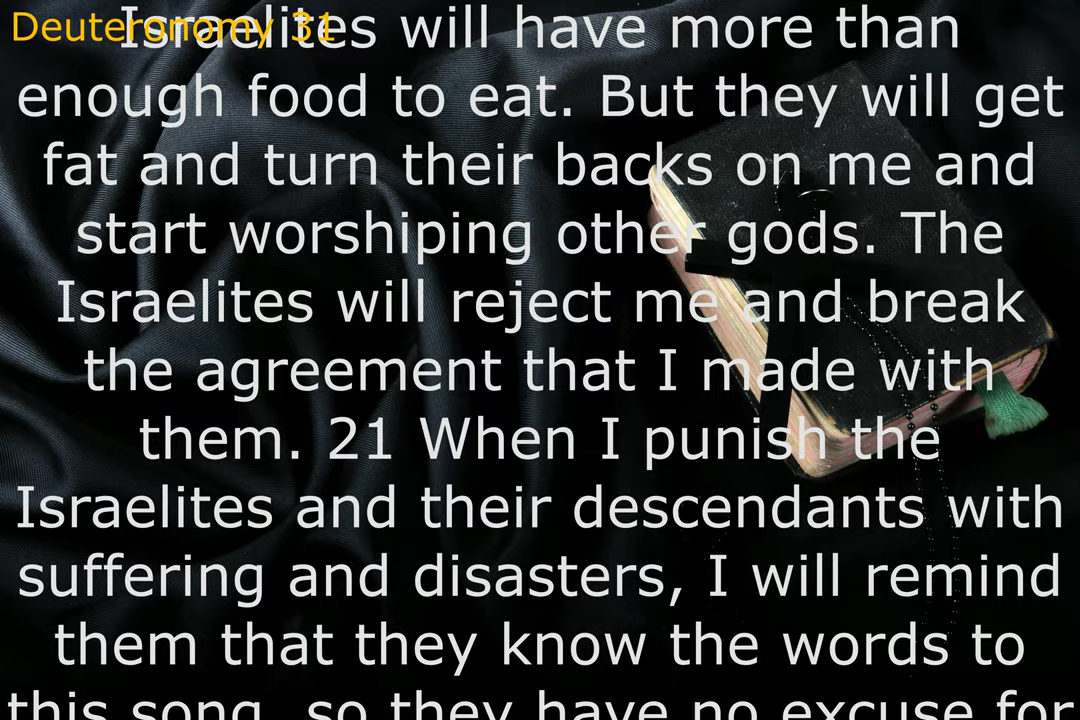 Deuteronomy 31
Israelites will have more than
enough food to eat. But they will get
fat and turn their backs on me and
start worshiping other gods. The
Israelites will reject me and break
the agreement that I made with
them. 21 When I punish the
Israelites and their descendants with
suffering and disasters, I will remind
them that they know the words to
this song, so they have no excuse for